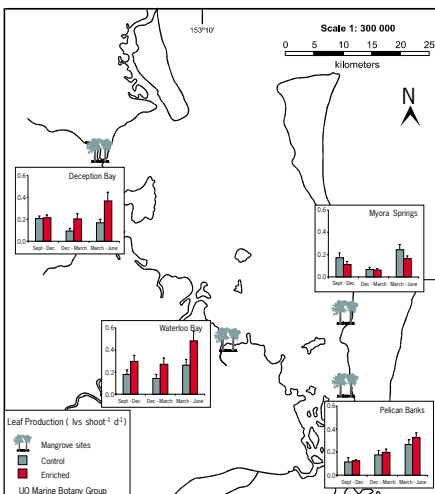 153º10'
Scale 1: 300 000
0 5 10 15 20 25
kilometers
N
Deception Bay
0.6
0.4
0.2
0.0
Sept - Dec Dec - March March - June
Myora Springs
0.6
0.4
0.2
0.0
Sept - Dec Dec - March March - June
Waterloo Bay
0.6
0.4
0.2
0.0
Sept - Dec Dec - March March - June
Pelican Banks
0.6
0.4
0.2
0.0
Sept - Dec Dec - March March - June
Leaf Production ( lvs shoot-1 d-1)
Mangrove sites
Control
Enriched
UQ Marine Botany Group